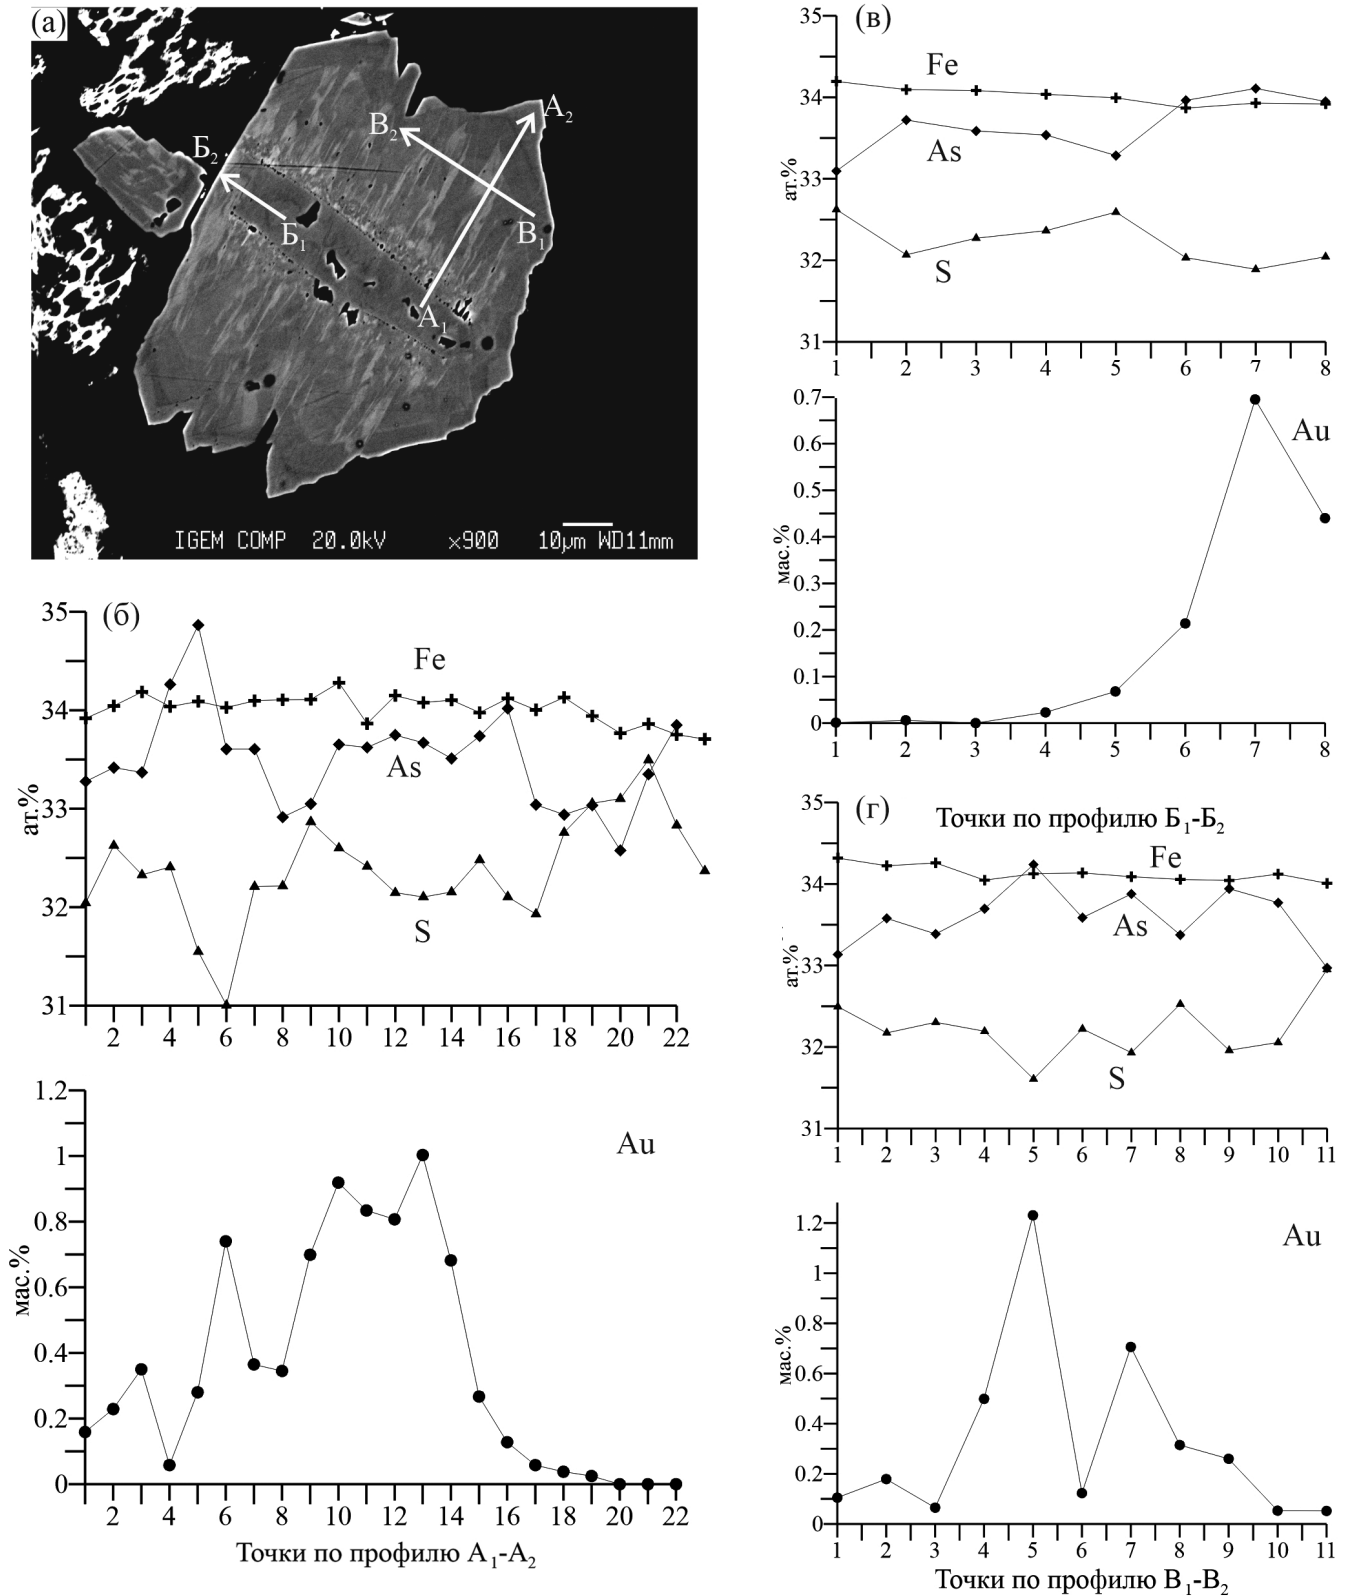 (а)
Б₂
Б₁
В₂
В₁
А₂
А₁
IGEM COMP 20.0kV ×900 10µm WD11mm
(б)
35
34
33
32
31
ат.%
Fe
As
S
2 4 6 8 10 12 14 16 18 20 22
1.2
1
0.8
0.6
0.4
0.2
0
мас.%
Au
2 4 6 8 10 12 14 16 18 20 22
Точки по профилю А₁-А₂
(в)
35
34
33
32
31
ат.%
Fe
As
S
1 2 3 4 5 6 7 8
0.7
0.6
0.5
0.4
0.3
0.2
0.1
0
мас.%
Au
1 2 3 4 5 6 7 8
Точки по профилю Б₁-Б₂
(г)
35
34
33
32
31
ат.%
Fe
As
S
1 2 3 4 5 6 7 8 9 10 11
1.2
1
0.8
0.6
0.4
0.2
0
мас.%
Au
1 2 3 4 5 6 7 8 9 10 11
Точки по профилю В₁-В₂